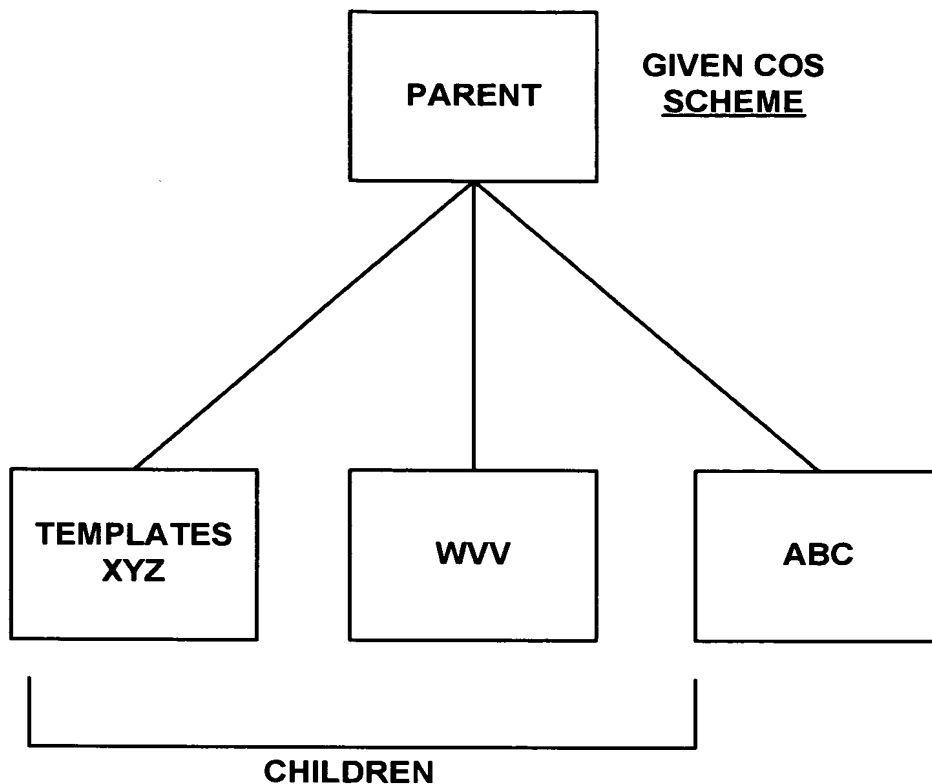 PARENT
GIVEN COS
SCHEME
TEMPLATES
XYZ
WVV
ABC
CHILDREN